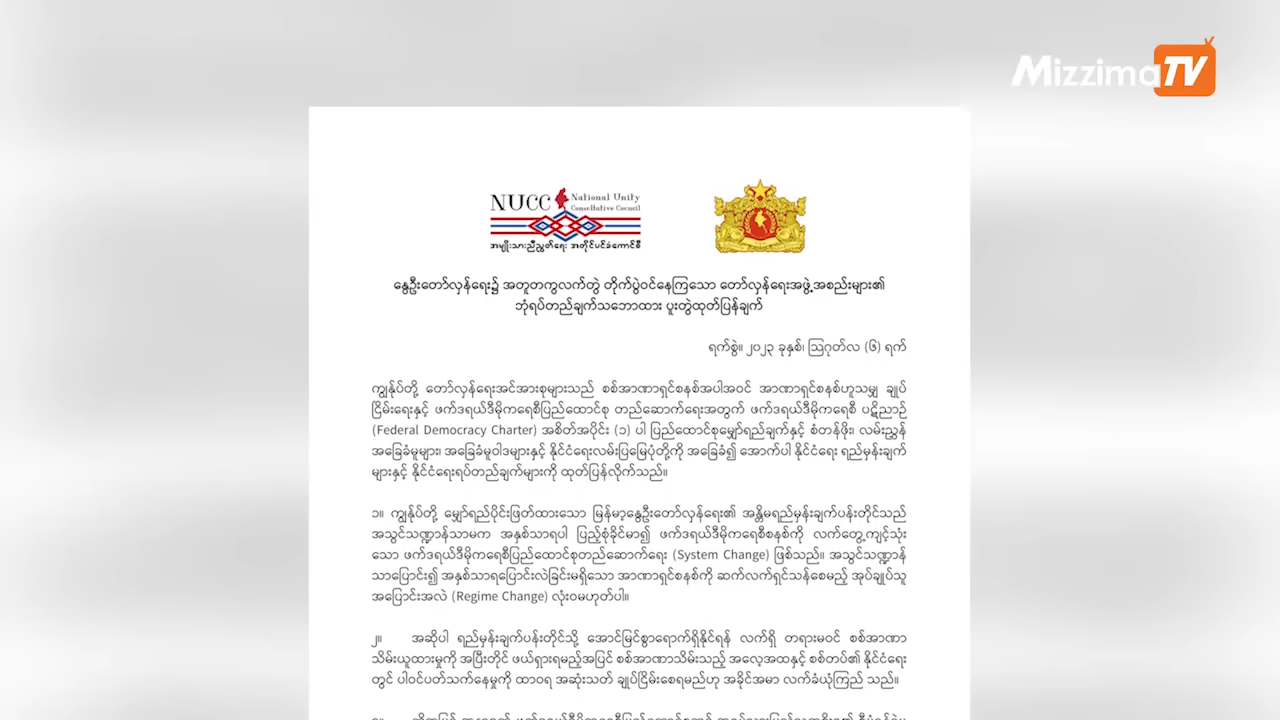 Mizzima TV
NUCC National Unity
Consultative Council
အမျိုးသားညီညွတ်ရေး အတိုင်ပင်ခံကောင်စီ
နွေဦးတော်လှန်ရေး၌ အတူတကွလက်တွဲ တိုက်ပွဲဝင်နေကြသော တော်လှန်ရေးအဖွဲ့အစည်းများ၏
ဘုံရပ်တည်ချက်သဘောထား ပူးတွဲထုတ်ပြန်ချက်
ရက်စွဲ။ ၂၀၂၃ ခုနှစ်၊ ဩဂုတ်လ (၆) ရက်
ကျွန်ုပ်တို့ တော်လှန်ရေးအင်အားစုများသည် စစ်အာဏာရှင်စနစ်အပါအဝင် အာဏာရှင်စနစ်ဟူသမျှ ချုပ်
ငြိမ်းရေးနှင့် ဖက်ဒရယ်ဒီမိုကရေစီပြည်ထောင်စု တည်ဆောက်ရေးအတွက် ဖက်ဒရယ်ဒီမိုကရေစီ ပဋိညာဉ်
(Federal Democracy Charter) အစိတ်အပိုင်း (၁) ပါ ပြည်ထောင်စုမျှော်ရည်ချက်နှင့် စံတန်ဖိုး၊ လမ်းညွှန်
အခြေခံမူများ၊ အခြေခံမူဝါဒများနှင့် နိုင်ငံရေးလမ်းပြမြေပုံတို့ကို အခြေခံ၍ အောက်ပါ နိုင်ငံရေး ရည်မှန်းချက်
များနှင့် နိုင်ငံရေးရပ်တည်ချက်များကို ထုတ်ပြန်လိုက်သည်။
၁။ ကျွန်ုပ်တို့ မျှော်ရည်ပိုင်းဖြတ်ထားသော မြန်မာ့နွေဦးတော်လှန်ရေး၏ အန္တိမရည်မှန်းချက်ပန်းတိုင်သည်
အသွင်သဏ္ဍာန်သာမက အနှစ်သာရပါ ပြည့်စုံခိုင်မာ၍ ဖက်ဒရယ်ဒီမိုကရေစီစနစ်ကို လက်တွေ့ကျင့်သုံး
သော ဖက်ဒရယ်ဒီမိုကရေစီပြည်ထောင်စုတည်ဆောက်ရေး (System Change) ဖြစ်သည်။ အသွင်သဏ္ဍာန်
သာပြောင်း၍ အနှစ်သာရပြောင်းလဲခြင်းမရှိသော အာဏာရှင်စနစ်ကို ဆက်လက်ရှင်သန်စေမည့် အုပ်ချုပ်သူ
အပြောင်းအလဲ (Regime Change) လုံးဝမဟုတ်ပါ။
၂။ အဆိုပါ ရည်မှန်းချက်ပန်းတိုင်သို့ အောင်မြင်စွာရောက်ရှိနိုင်ရန် လက်ရှိ တရားမဝင် စစ်အာဏာ
သိမ်းယူထားမှုကို အပြီးတိုင် ဖယ်ရှားရမည့်အပြင် စစ်အာဏာသိမ်းသည့် အလေ့အထနှင့် စစ်တပ်၏ နိုင်ငံရေး
တွင် ပါဝင်ပတ်သက်နေမှုကို ထာဝရ အဆုံးသတ် ချုပ်ငြိမ်းစေရမည်ဟု အခိုင်အမာ လက်ခံယုံကြည် သည်။